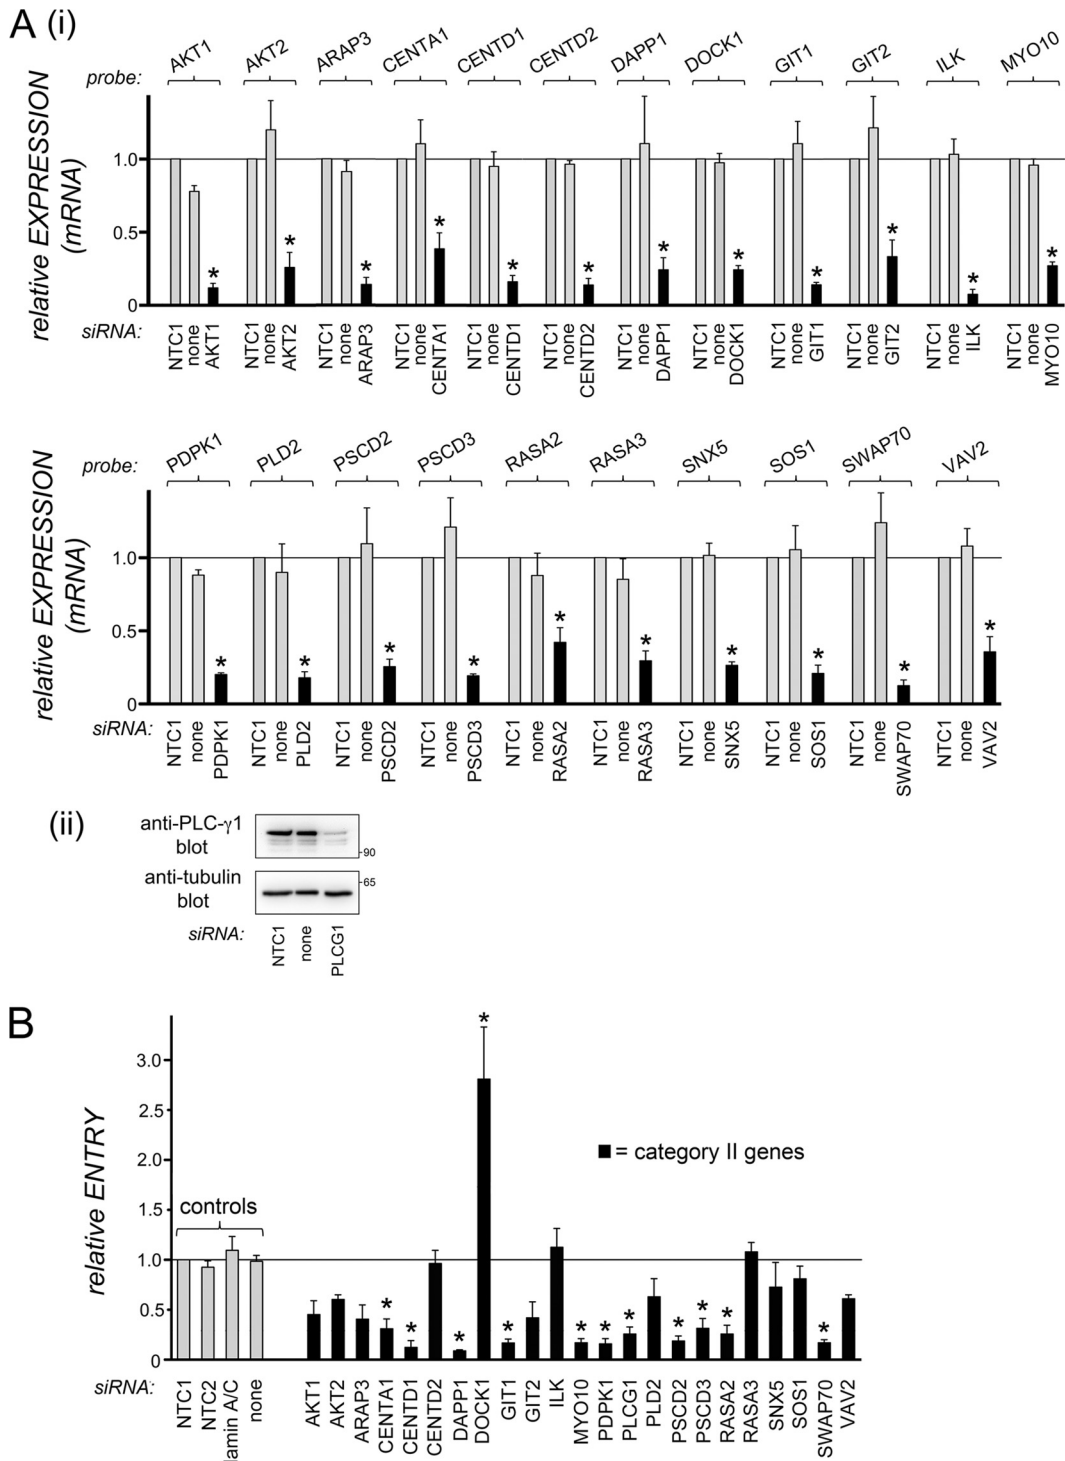 A (i)
probe: AKT1 AKT2 ARAP3 CENTA1 CENTD1 CENTD2 DAPP1 DOCK1 GIT1 GIT2 ILK MYO10
relative EXPRESSION
(mRNA)
1.0
* * * * * * * * * * * *
0.5
0
siRNA: NTC1 none AKT1 NTC1 none AKT2 NTC1 none ARAP3 NTC1 none CENTA1 NTC1 none CENTD1 NTC1 none CENTD2 NTC1 none DAPP1 NTC1 none DOCK1 NTC1 none GIT1 NTC1 none GIT2 NTC1 none ILK NTC1 none MYO10
probe: PDPK1 PLD2 PSCD2 PSCD3 RASA2 RASA3 SNX5 SOS1 SWAP70 VAV2
relative EXPRESSION
(mRNA)
1.0
0.5
* * * * * * * * * *
0
siRNA: NTC1 none PDPK1 NTC1 none PLD2 NTC1 none PSCD2 NTC1 none PSCD3 NTC1 none RASA2 NTC1 none RASA3 NTC1 none SNX5 NTC1 none SOS1 NTC1 none SWAP70 NTC1 none VAV2
(ii)
anti-PLC-γ1
blot
-90
anti-tubulin
blot
-65
siRNA: NTC1 none PLCG1
B
relative ENTRY
*
3.0
2.5
2.0
= category II genes
1.5
controls
1.0
0.5
* * * * * * * * * * *
0
siRNA: NTC1 NTC2 lamin A/C none AKT1 AKT2 ARAP3 CENTA1 CENTD1 CENTD2 DAPP1 DOCK1 GIT1 GIT2 ILK MYO10 PDPK1 PLCG1 PLD2 PSCD2 PSCD3 RASA2 RASA3 SNX5 SOS1 SWAP70 VAV2